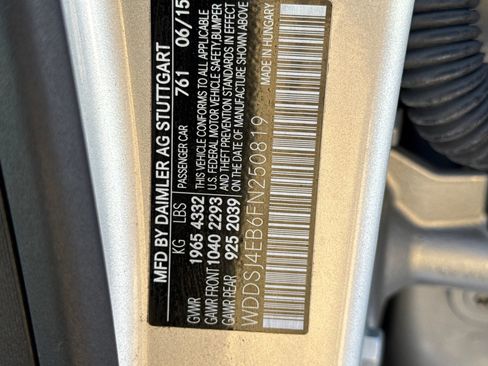 MFD BY DAIMLER AG STUTTGART
KG LBS PASSENGER CAR 761 06/15
GVWR 1965 4332 THIS VEHICLE CONFORMS TO ALL APPLICABLE
GAWR FRONT 1040 2293 U.S. FEDERAL MOTOR VEHICLE SAFETY, BUMPER
AND THEFT PREVENTION STANDARDS IN EFFECT
GAWR REAR 925 2039 ON THE DATE OF MANUFACTURE SHOWN ABOVE
WDDSJ4EB6FN250819 MADE IN HUNGARY